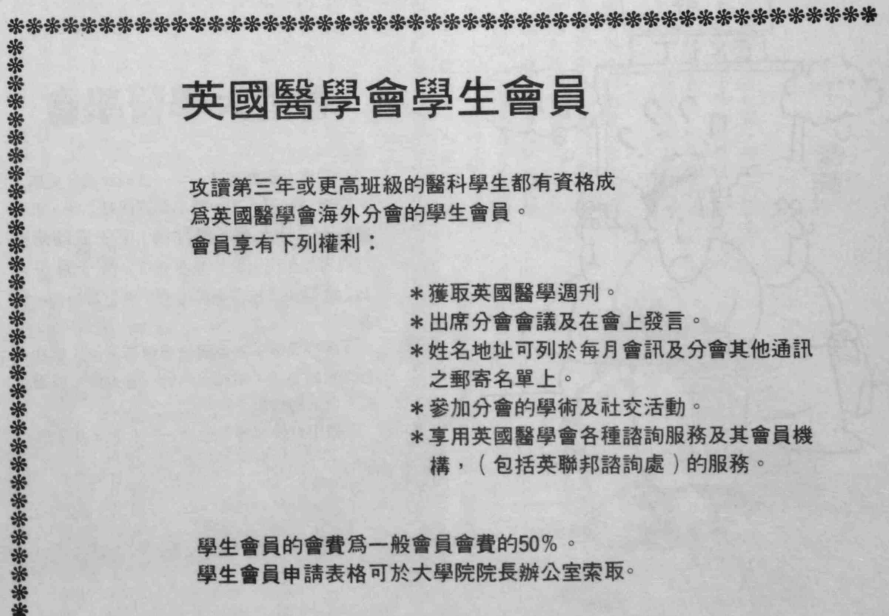 英國醫學會學生會員
攻讀第三年或更高班級的醫科學生都有資格成
爲英國醫學會海外分會的學生會員。
會員享有下列權利：
＊獲取英國醫學週刊。
＊出席分會會議及在會上發言。
＊姓名地址可列於每月會訊及分會其他通訊
之郵寄名單上。
＊參加分會的學術及社交活動。
＊享用英國醫學會各種諮詢服務及其會員機
構，（包括英聯邦諮詢處）的服務。
學生會員的會費爲一般會員會費的50％。
學生會員申請表格可於大學院院長辦公室索取。